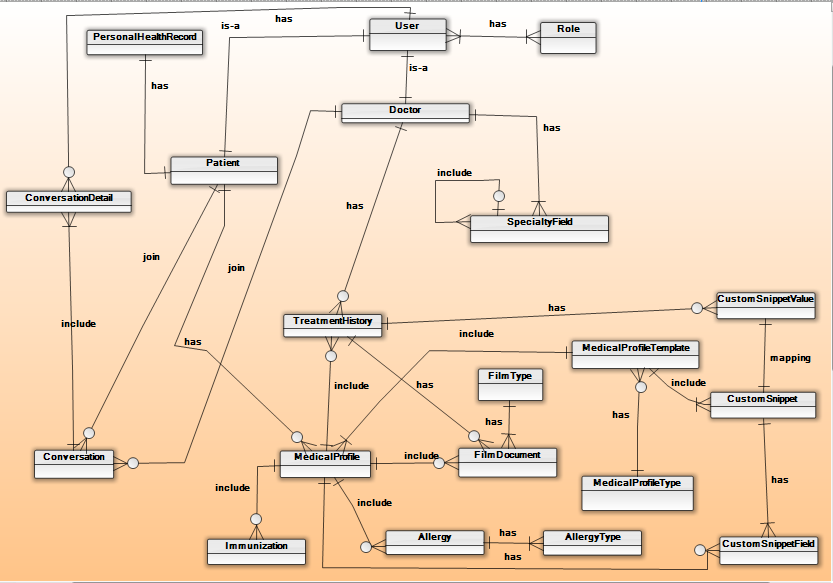 has
is-a
User
has
Role
PersonalHealthRecord
is-a
has
Doctor
has
Patient
include
ConversationDetail
has
SpecialtyField
join
join
CustomSnippetValue
has
TreatmentHistory
include
include
has
MedicalProfileTemplate
mapping
FilmType
include
has
include
CustomSnippet
has
has
Conversation
MedicalProfile
include
FilmDocument
MedicalProfileType
has
include
include
Immunization
Allergy
has
AllergyType
has
CustomSnippetField